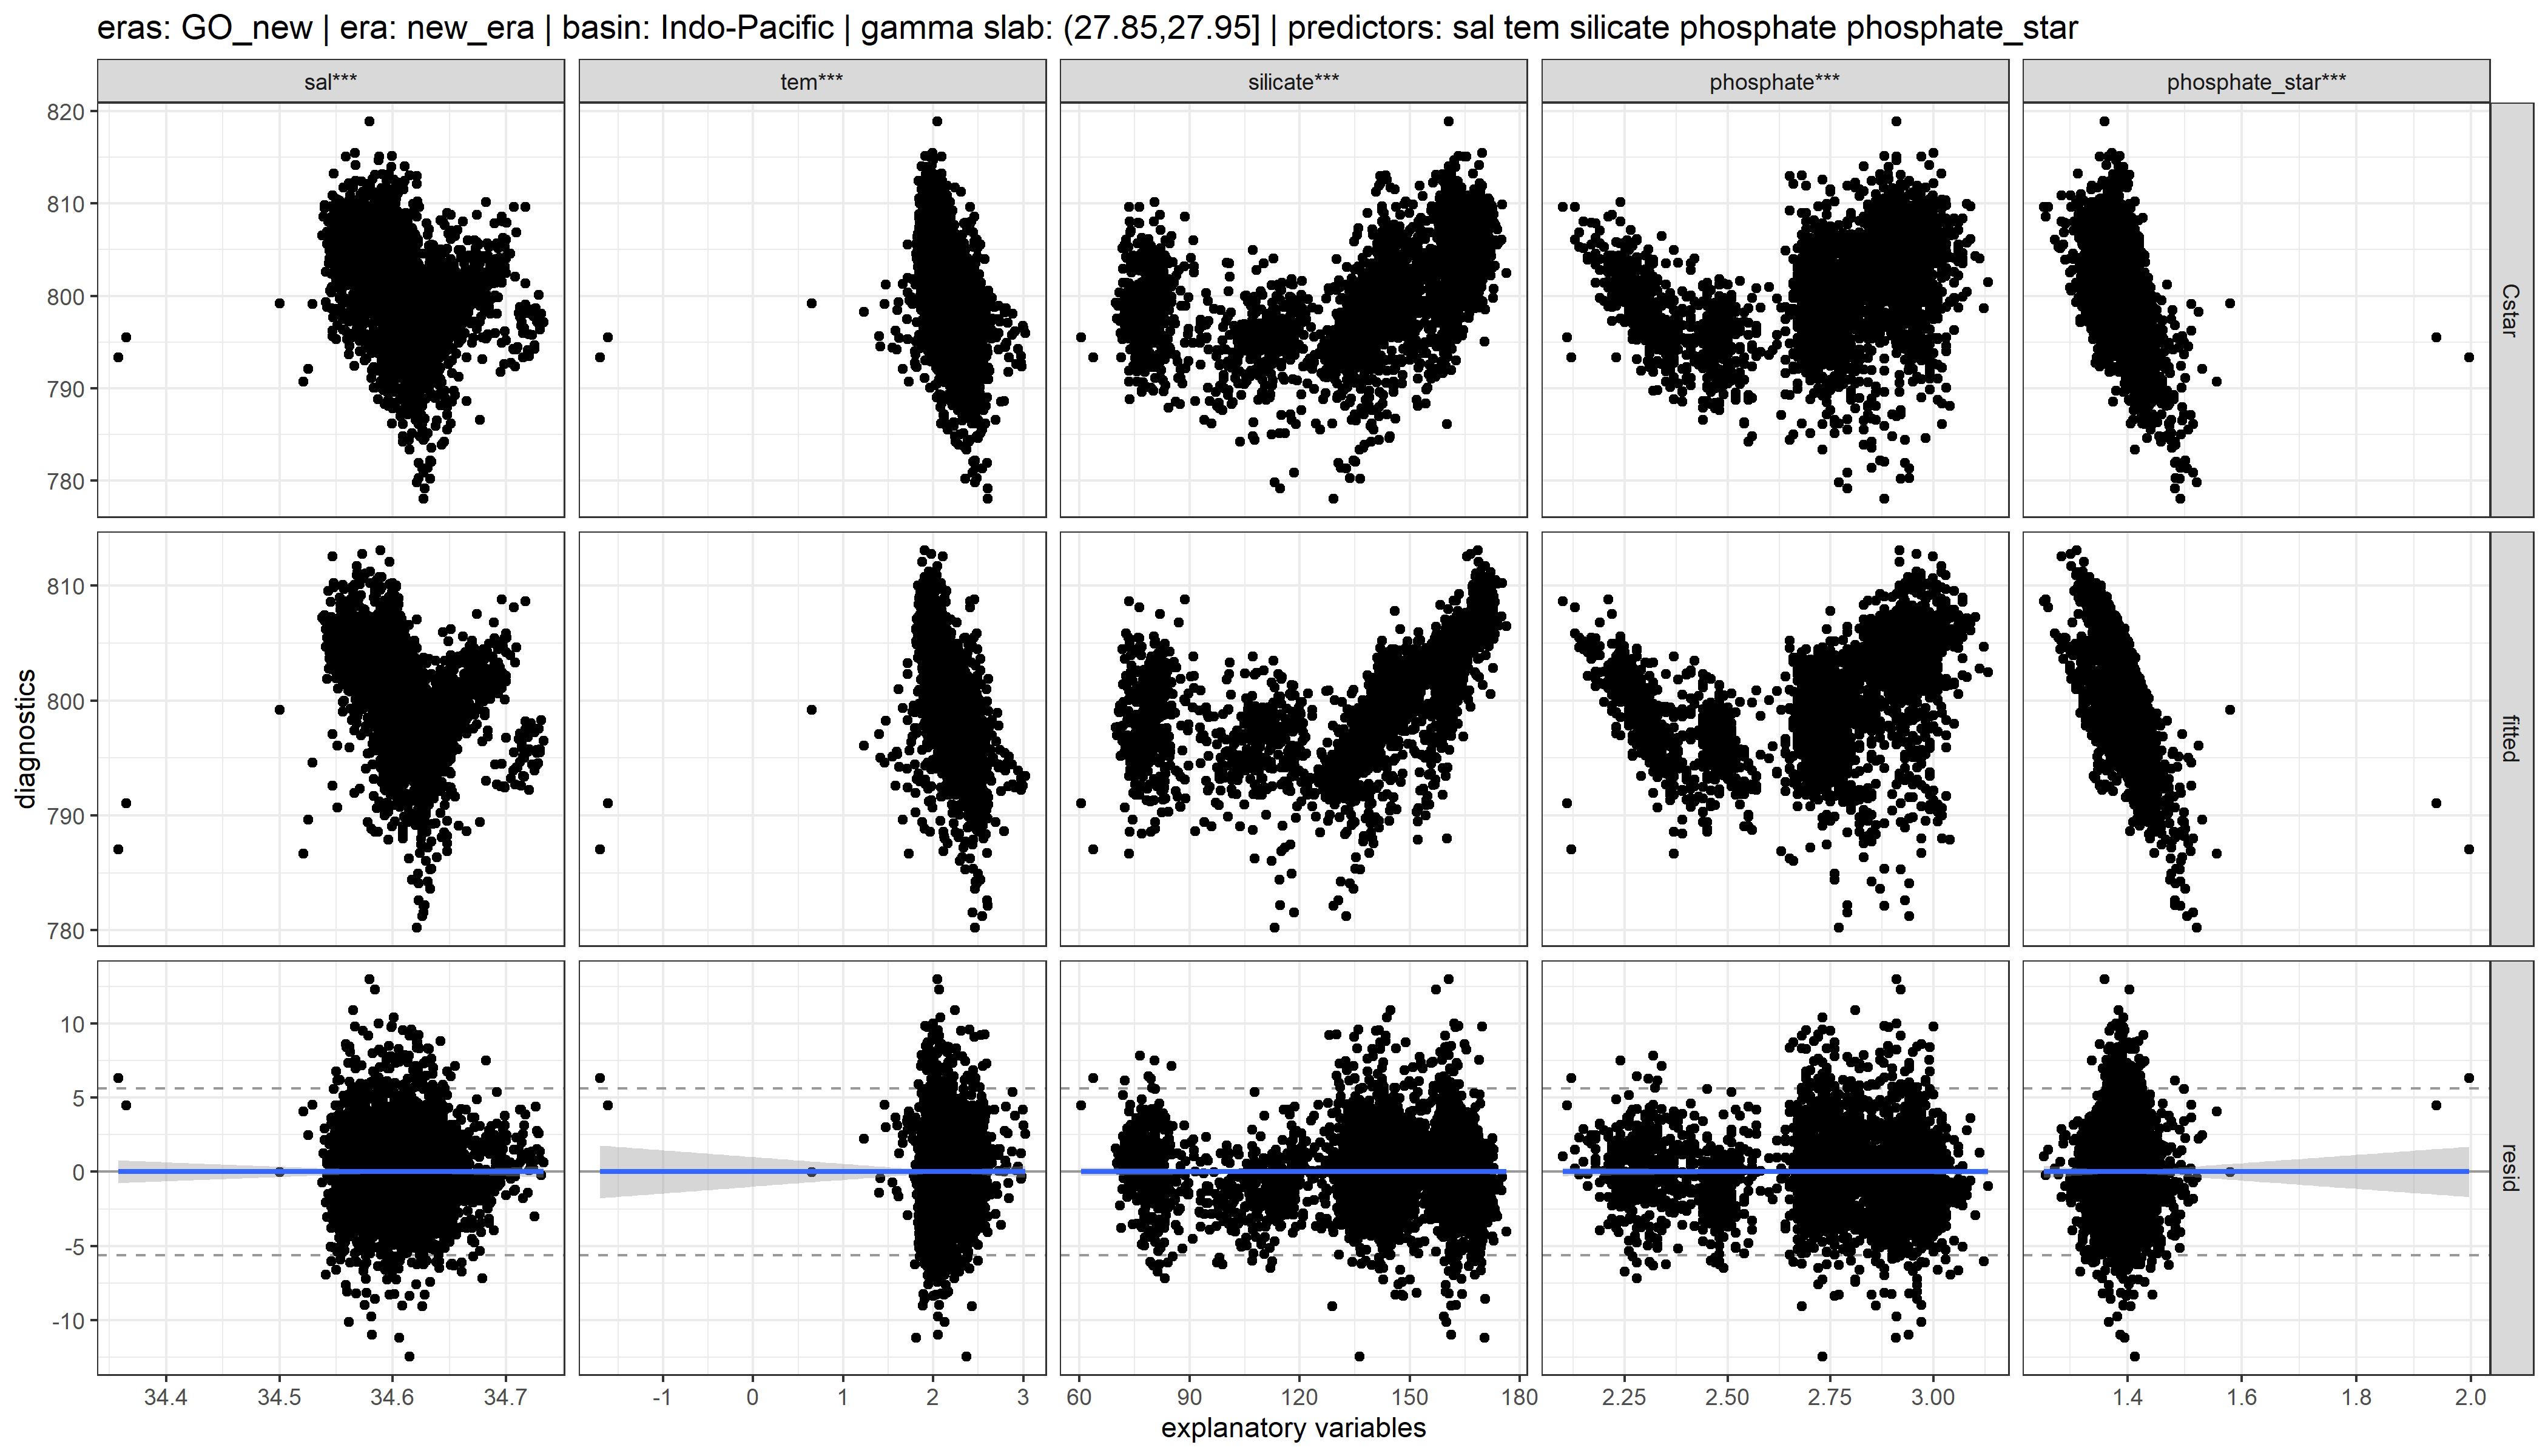 eras: GO_new | era: new_era | basin: Indo-Pacific | gamma slab: (27.85,27.95] | predictors: sal tem silicate phosphate phosphate_star
sal*** tem*** silicate*** phosphate*** phosphate_star***
820
810
800
790
780
Cstar
810
800
790
780
fitted
diagnostics
10
5
0
-5
-10
resid
34.4 34.5 34.6 34.7 -1 0 1 2 3 60 90 120 150 180 2.25 2.50 2.75 3.00 1.4 1.6 1.8 2.0
explanatory variables